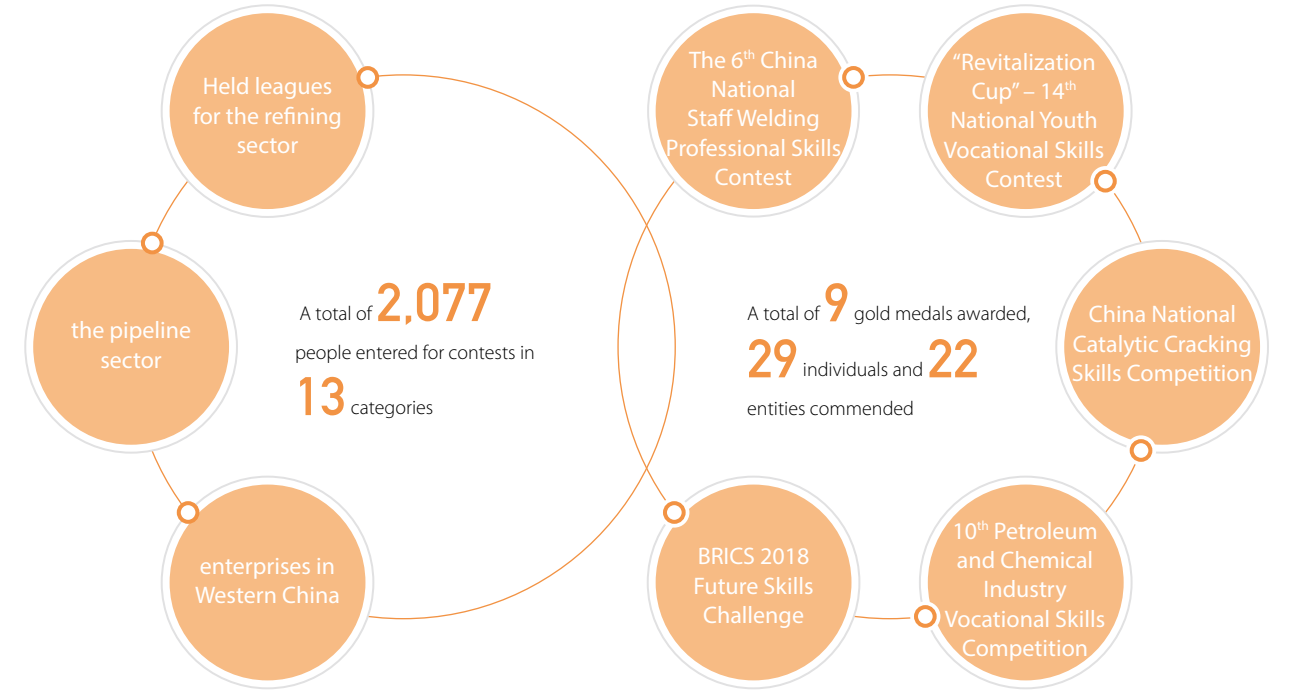 Held leagues
for the refining
sector
the pipeline
sector
enterprises in
Western China
A total of 2,077
people entered for contests in
13 categories
The 6th China
National
Staff Welding
Professional Skills
Contest
“Revitalization
Cup” – 14th
National Youth
Vocational Skills
Contest
China National
Catalytic Cracking
Skills Competition
10th Petroleum
and Chemical
Industry
Vocational Skills
Competition
BRICS 2018
Future Skills
Challenge
A total of 9 gold medals awarded,
29 individuals and 22
entities commended